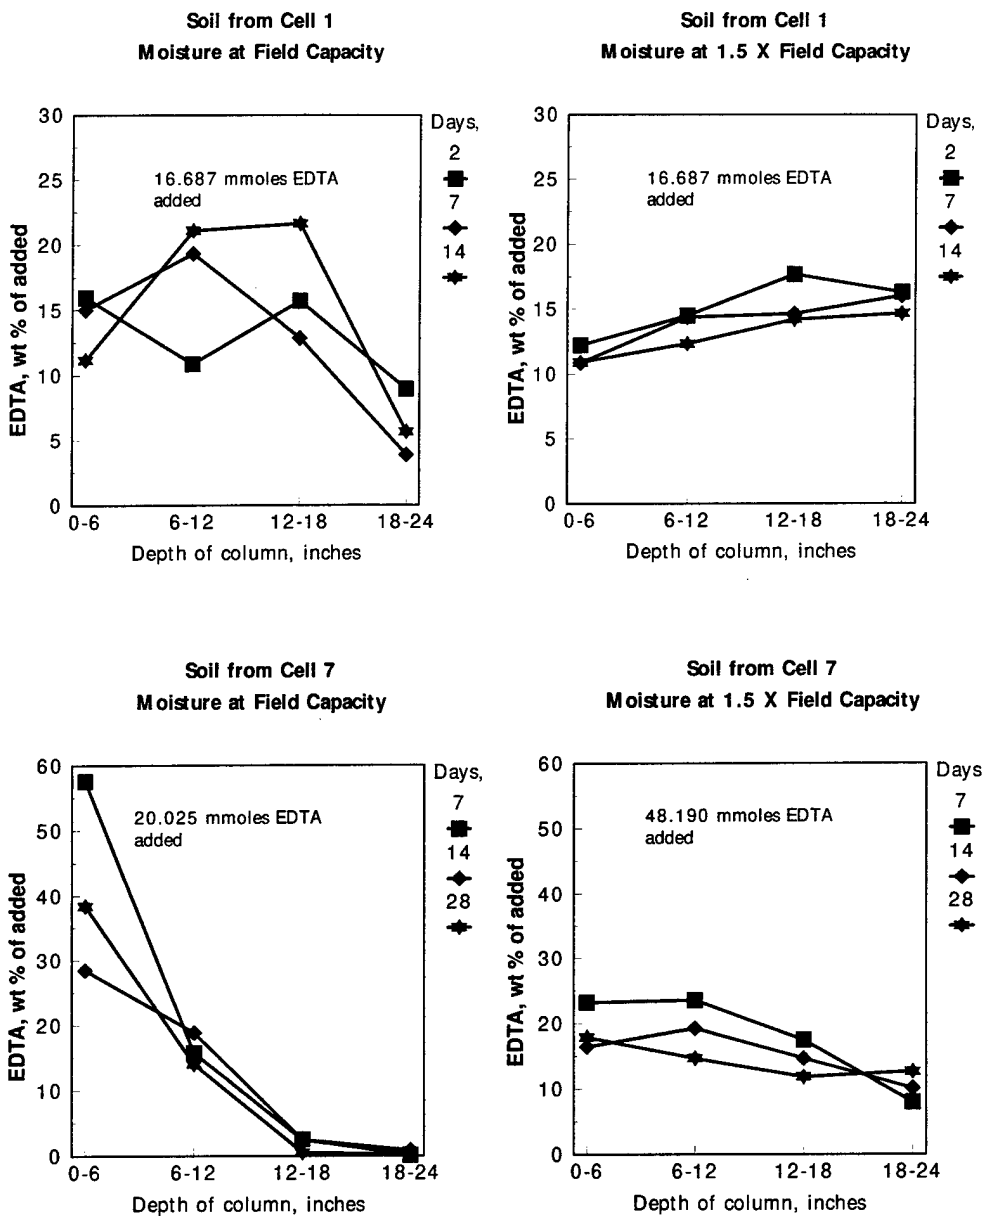 Soil from Cell 1
Moisture at Field Capacity
30
25
20
15
10
5
0
EDTA, wt % of added
16.687 mmoles EDTA
added
Days,
2
7
14
0-6 6-12 12-18 18-24
Depth of column, inches
Soil from Cell 1
Moisture at 1.5 X Field Capacity
30
25
20
15
10
5
0
EDTA, wt % of added
16.687 mmoles EDTA
added
Days,
2
7
14
0-6 6-12 12-18 18-24
Depth of column, inches
Soil from Cell 7
Moisture at Field Capacity
60
50
40
30
20
10
0
EDTA, wt % of added
20.025 mmoles EDTA
added
Days,
7
14
28
0-6 6-12 12-18 18-24
Depth of column, inches
Soil from Cell 7
Moisture at 1.5 X Field Capacity
60
50
40
30
20
10
0
EDTA, wt % of added
48.190 mmoles EDTA
added
Days
7
14
28
0-6 6-12 12-18 18-24
Depth of column, inches